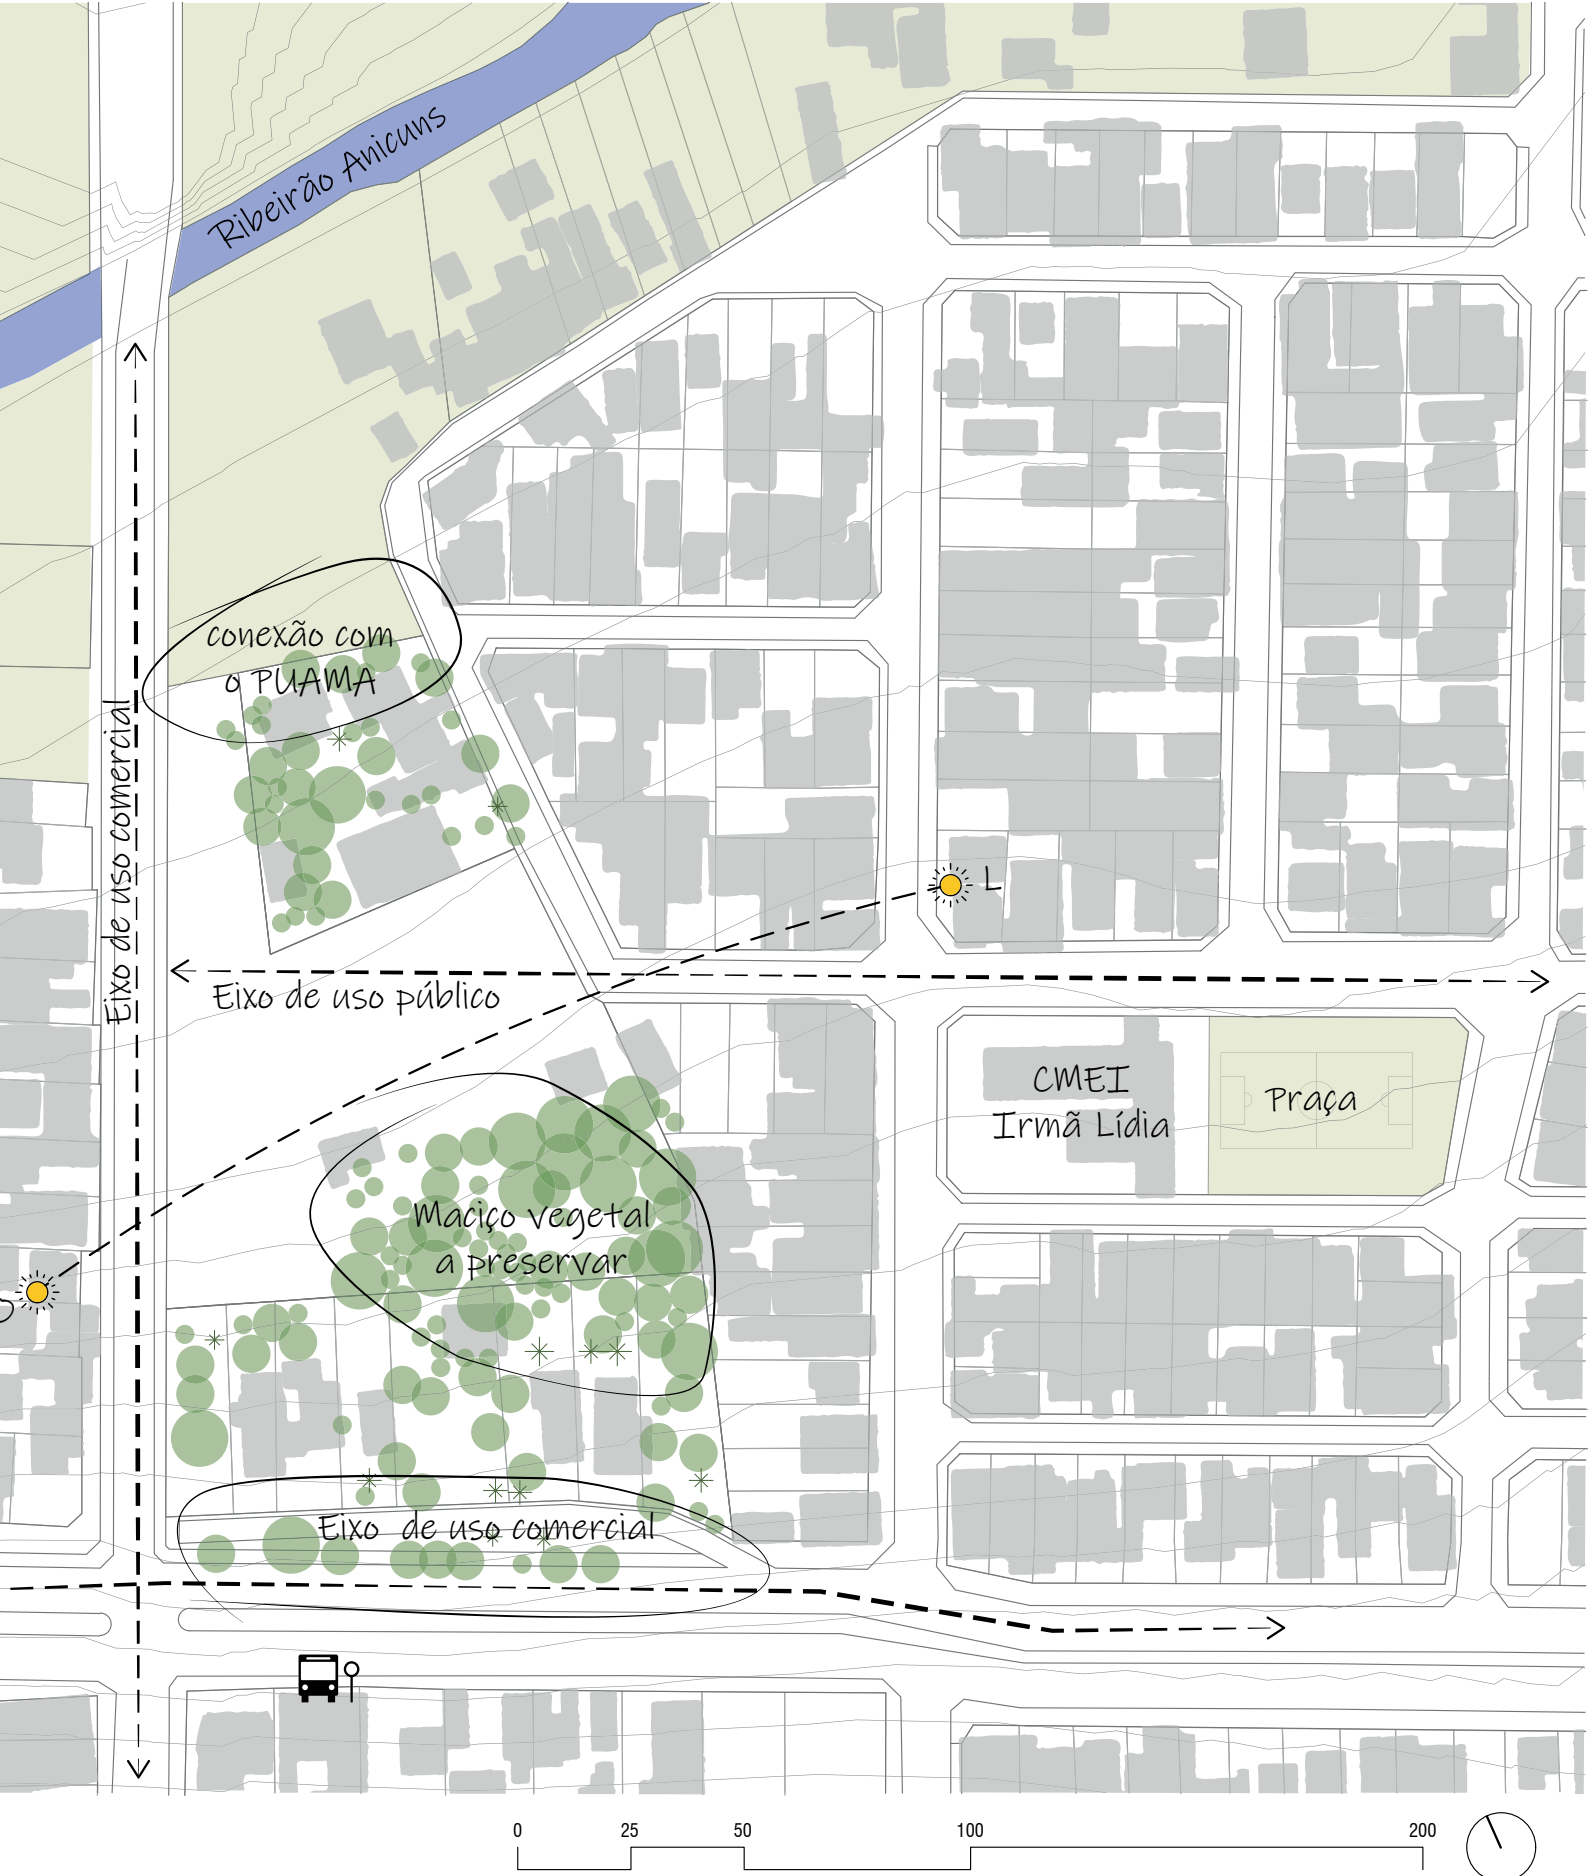 Ribeirão Anicuns
conexão com
o PUAMA
Eixo de uso comercial
L
Eixo de uso público
CMEI
Irmã Lídia
Praça
Maciço vegetal
a preservar
Eixo de uso comercial
0 25 50 100 200